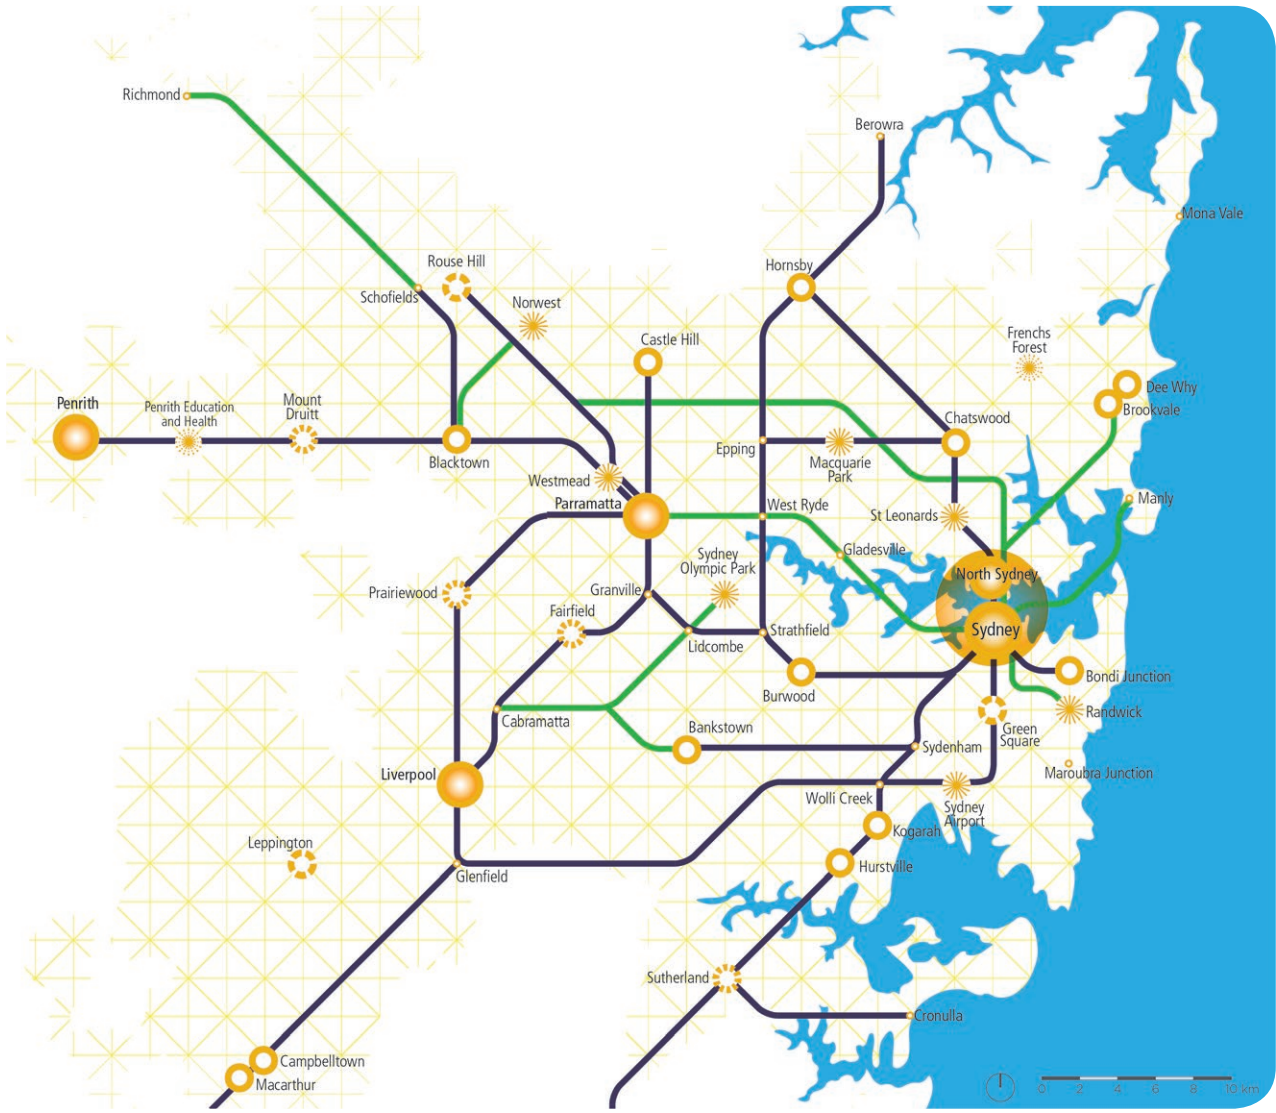 Richmond
Berowra
Mona Vale
Rouse Hill
Hornsby
Schofields
Norwest
Castle Hill
Frenchs
Forest
Dee Why
Brookvale
Penrith
Penrith Education
and Health
Mount
Druitt
Blacktown
Chatswood
Epping
Macquarie
Park
Westmead
Parramatta
West Ryde
St Leonards
Manly
Gladesville
Sydney
Olympic Park
North Sydney
Prairiewood
Granville
Fairfield
Lidcombe
Strathfield
Sydney
Burwood
Bondi Junction
Randwick
Cabramatta
Bankstown
Green
Square
Sydenham
Liverpool
Maroubra Junction
Wolli Creek
Sydney
Airport
Kogarah
Leppington
Glenfield
Hurstville
Sutherland
Cronulla
Campbelltown
Macarthur
0 2 4 6 8 10 km